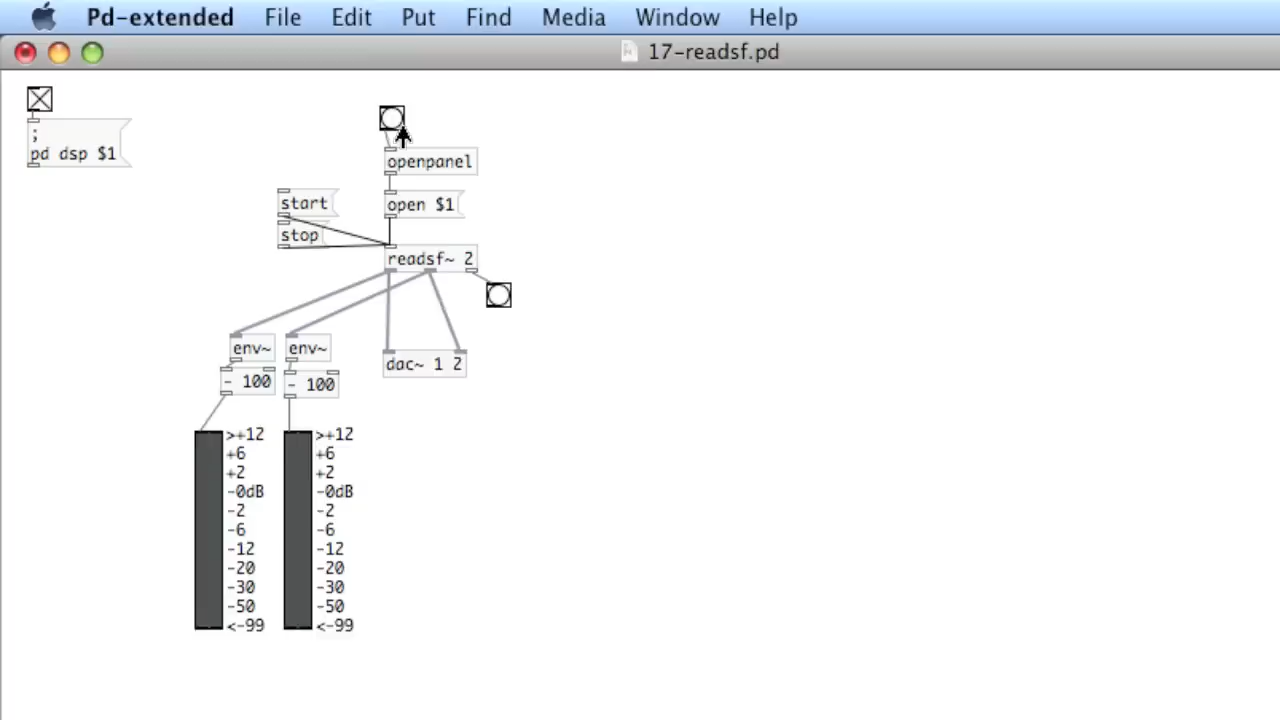 Pd-extended File Edit Put Find Media Window Help
17-readsf.pd
;
pd dsp $1
openpanel
start
open $1
stop
readsf~ 2
env~ env~
dac~ 1 2
- 100 - 100
>+12 >+12
+6 +6
+2 +2
-0dB -0dB
-2 -2
-6 -6
-12 -12
-20 -20
-30 -30
-50 -50
<-99 <-99